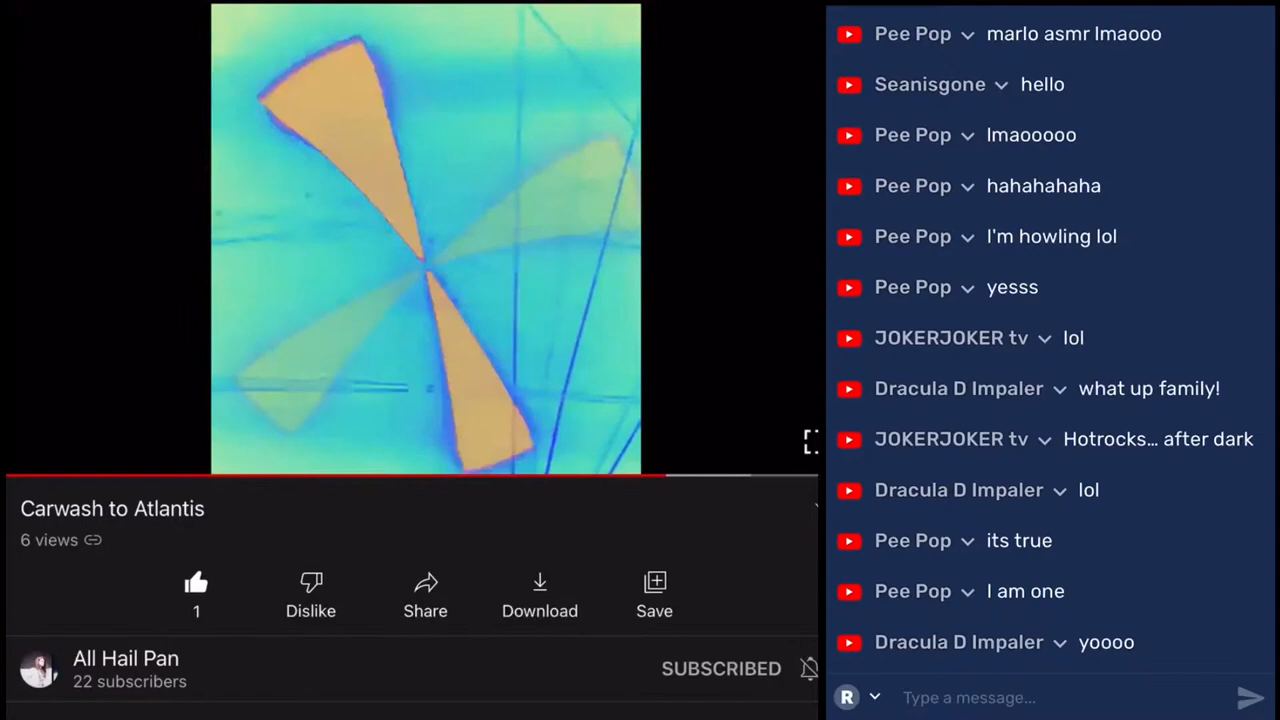 Carwash to Atlantis
6 views
1
Dislike
Share
Download
Save
All Hail Pan
22 subscribers
SUBSCRIBED
Pee Pop marlo asmr lmaooo
Seanisgone hello
Pee Pop lmaooooo
Pee Pop hahahahaha
Pee Pop I'm howling lol
Pee Pop yesss
JOKERJOKER tv lol
Dracula D Impaler what up family!
JOKERJOKER tv Hotrocks... after dark
Dracula D Impaler lol
Pee Pop its true
Pee Pop I am one
Dracula D Impaler yoooo
R Type a message...